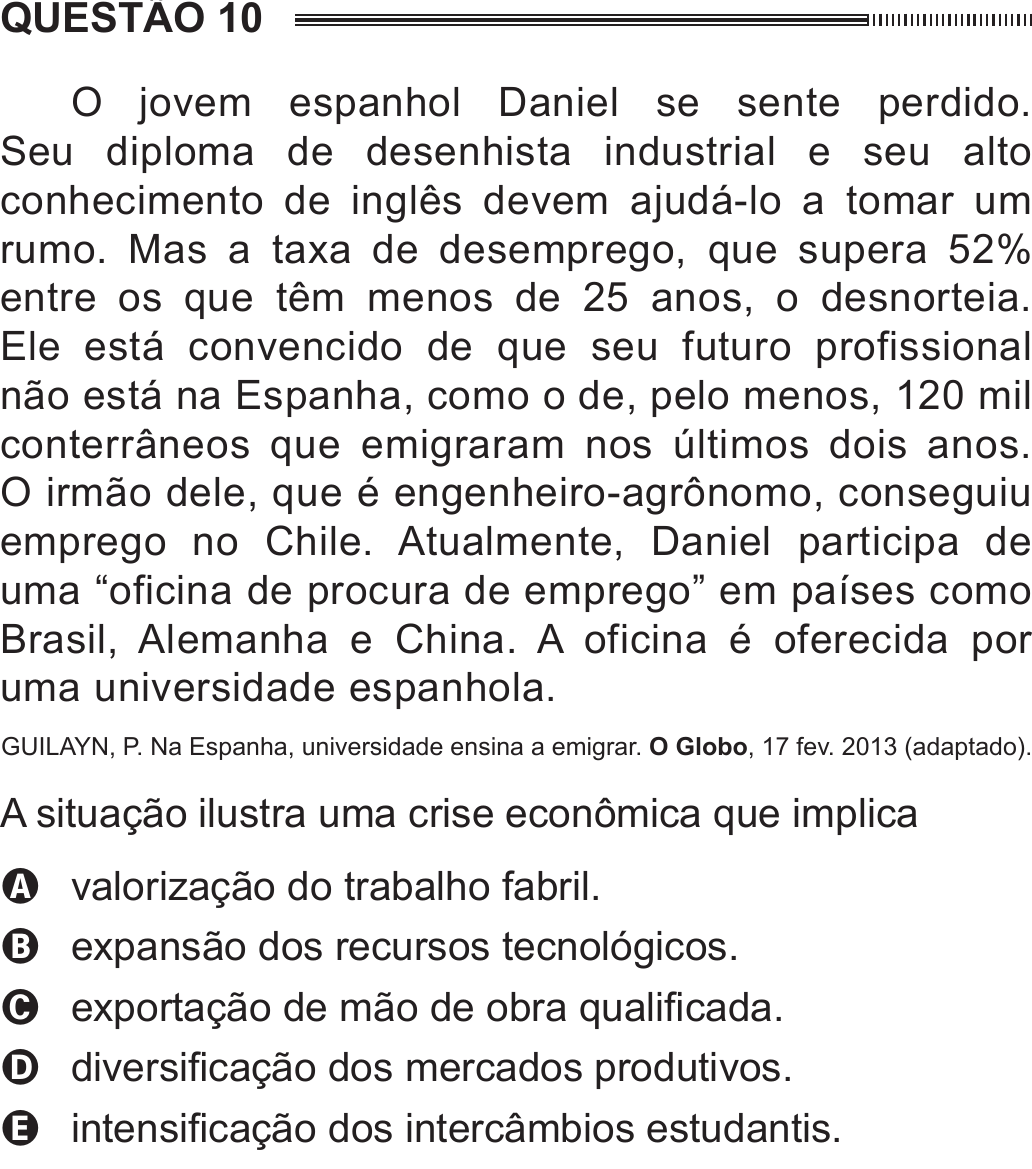 QUESTÃO 10
O jovem espanhol Daniel se sente perdido.
Seu diploma de desenhista industrial e seu alto
conhecimento de inglês devem ajudá-lo a tomar um
rumo. Mas a taxa de desemprego, que supera 52%
entre os que têm menos de 25 anos, o desnorteia.
Ele está convencido de que seu futuro profissional
não está na Espanha, como o de, pelo menos, 120 mil
conterrâneos que emigraram nos últimos dois anos.
O irmão dele, que é engenheiro-agrônomo, conseguiu
emprego no Chile. Atualmente, Daniel participa de
uma “oficina de procura de emprego” em países como
Brasil, Alemanha e China. A oficina é oferecida por
uma universidade espanhola.
GUILAYN, P. Na Espanha, universidade ensina a emigrar. O Globo, 17 fev. 2013 (adaptado).
A situação ilustra uma crise econômica que implica
A valorização do trabalho fabril.
B expansão dos recursos tecnológicos.
C exportação de mão de obra qualificada.
D diversificação dos mercados produtivos.
E intensificação dos intercâmbios estudantis.